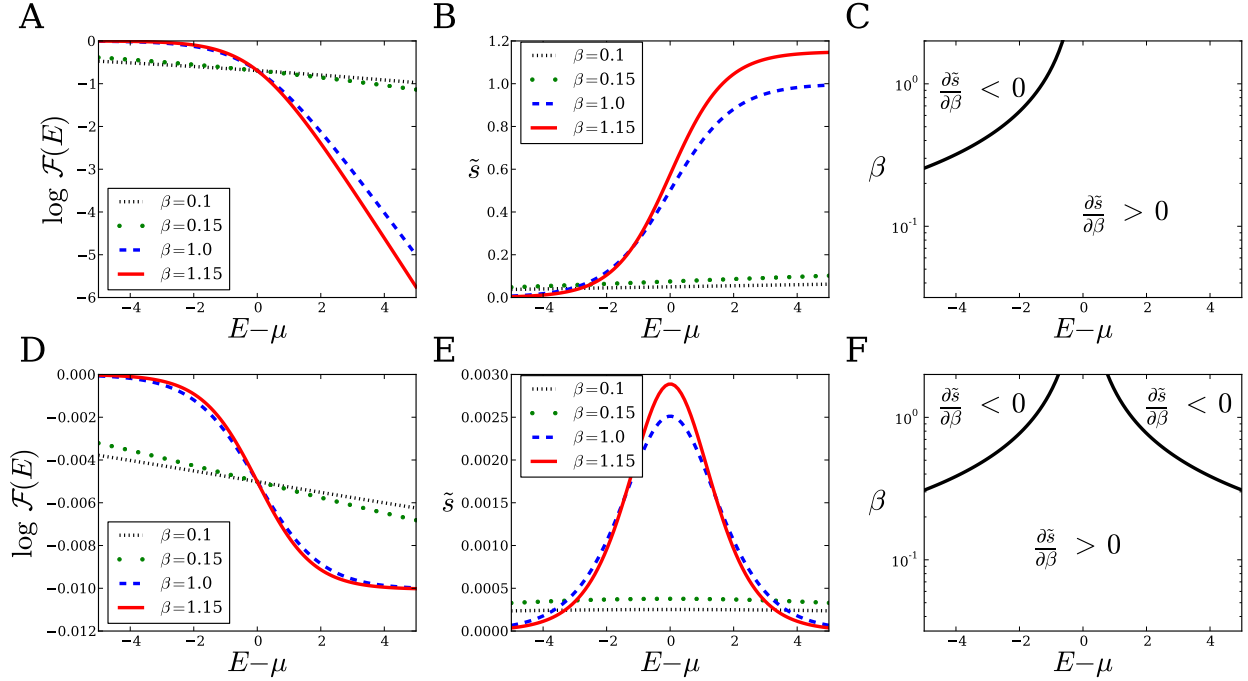 A
log F(E)
0
−1
−2
−3
−4
−5
−6
β=0.1
β=0.15
β=1.0
β=1.15
−4 −2 0 2 4
E−μ
B
s̃
1.2
1.0
0.8
0.6
0.4
0.2
0.0
β=0.1
β=0.15
β=1.0
β=1.15
−4 −2 0 2 4
E−μ
C
β
10⁰
10⁻¹
∂s̃/∂β < 0
∂s̃/∂β > 0
−4 −2 0 2 4
E−μ
D
log F(E)
0.000
−0.002
−0.004
−0.006
−0.008
−0.010
−0.012
β=0.1
β=0.15
β=1.0
β=1.15
−4 −2 0 2 4
E−μ
E
s̃
0.0030
0.0025
0.0020
0.0015
0.0010
0.0005
0.0000
β=0.1
β=0.15
β=1.0
β=1.15
−4 −2 0 2 4
E−μ
F
β
10⁰
10⁻¹
∂s̃/∂β < 0
∂s̃/∂β < 0
∂s̃/∂β > 0
−4 −2 0 2 4
E−μ